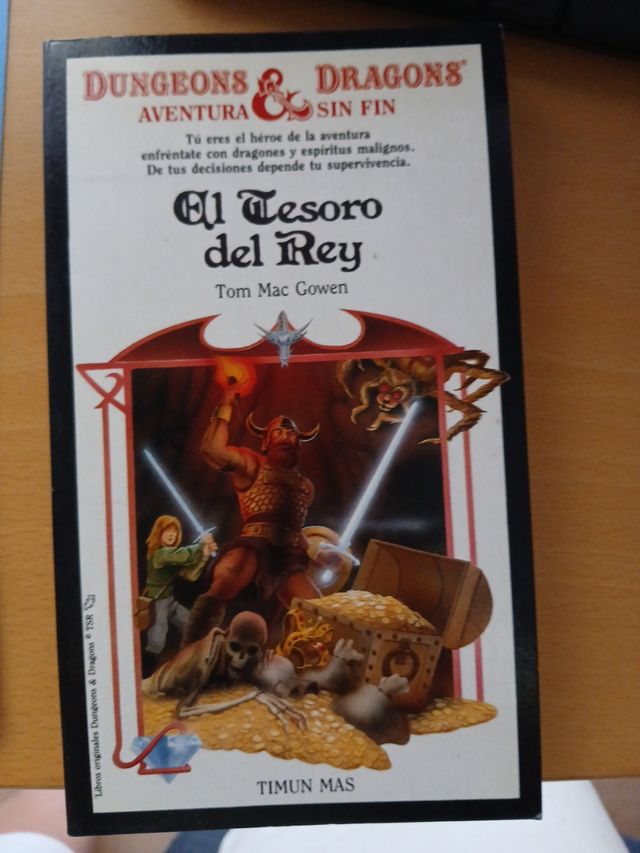 DUNGEONS & DRAGONS®
AVENTURA SIN FIN
Tú eres el héroe de la aventura
enfréntate con dragones y espíritus malignos.
De tus decisiones depende tu supervivencia.
El Tesoro
del Rey
Tom Mac Gowen
Libros originales Dungeons & Dragons ® TSR
TIMUN MAS